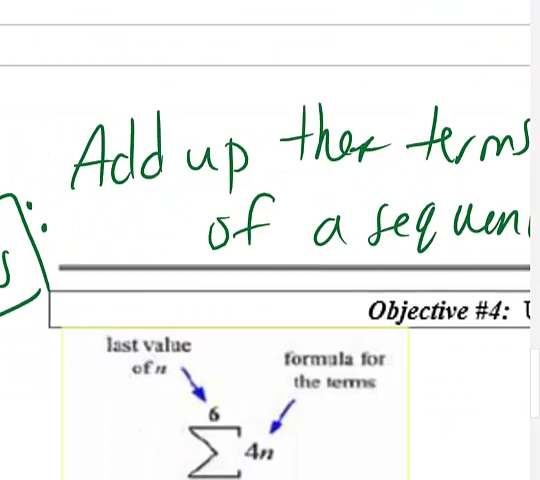 Add up the terms
of a sequen
Objective #4:
last value
of n
formula for
the terms
6
∑ 4n